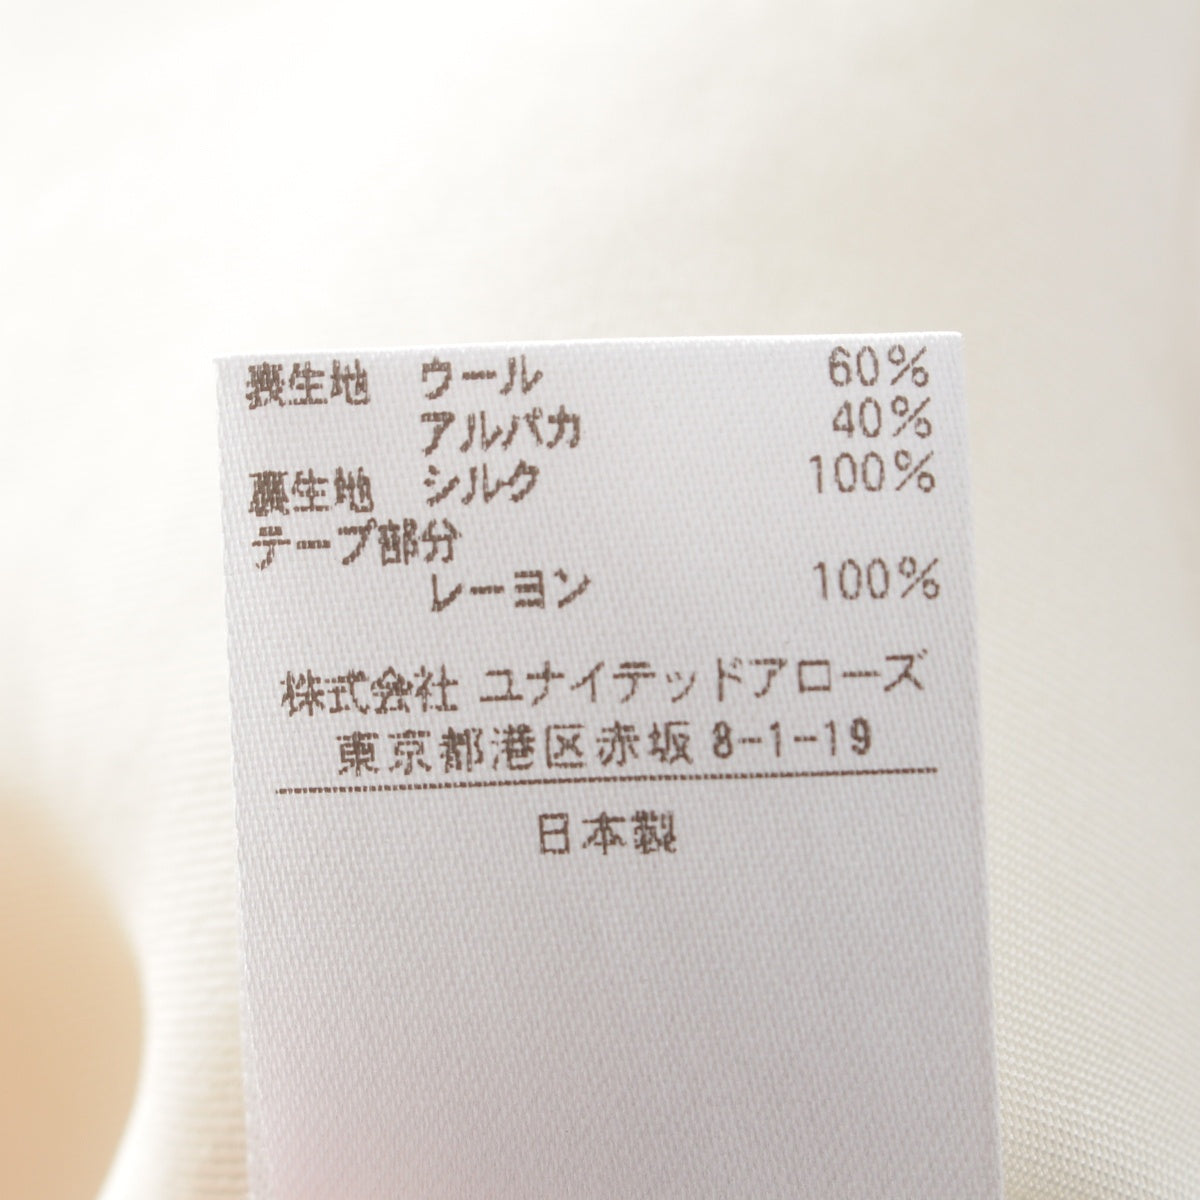 表生地 ウール 60%
アルパカ 40%
裏生地 シルク 100%
テープ部分
レーヨン 100%
株式会社 ユナイテッドアローズ
東京都港区赤坂 8-1-19
日本製